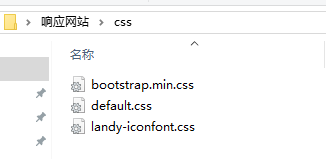 响应网站 › css
名称
bootstrap.min.css
default.css
landy-iconfont.css